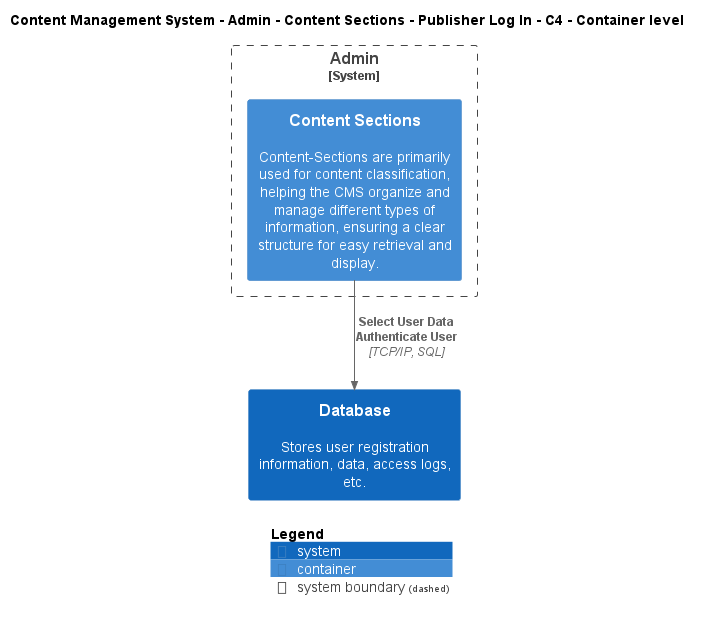 Content Management System - Admin - Content Sections - Publisher Log In - C4 - Container level
Admin
[System]
Content Sections
Content-Sections are primarily
used for content classification,
helping the CMS organize and
manage different types of
information, ensuring a clear
structure for easy retrieval and
display.
Select User Data
Authenticate User
[TCP/IP, SQL]
Database
Stores user registration
information, data, access logs,
etc.
Legend
system
container
system boundary (dashed)